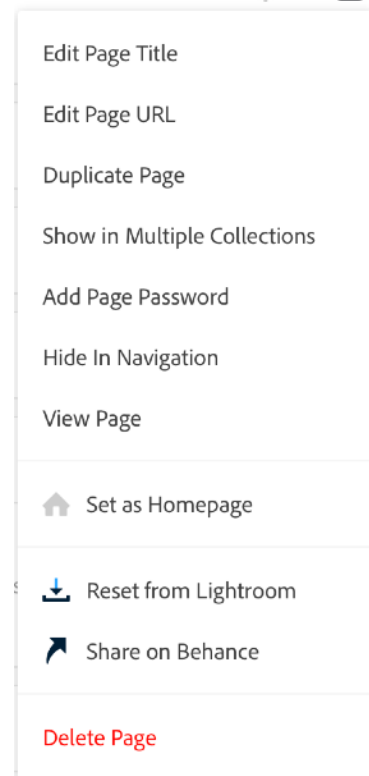 Edit Page Title
Edit Page URL
Duplicate Page
Show in Multiple Collections
Add Page Password
Hide In Navigation
View Page
Set as Homepage
Reset from Lightroom
Share on Behance
Delete Page